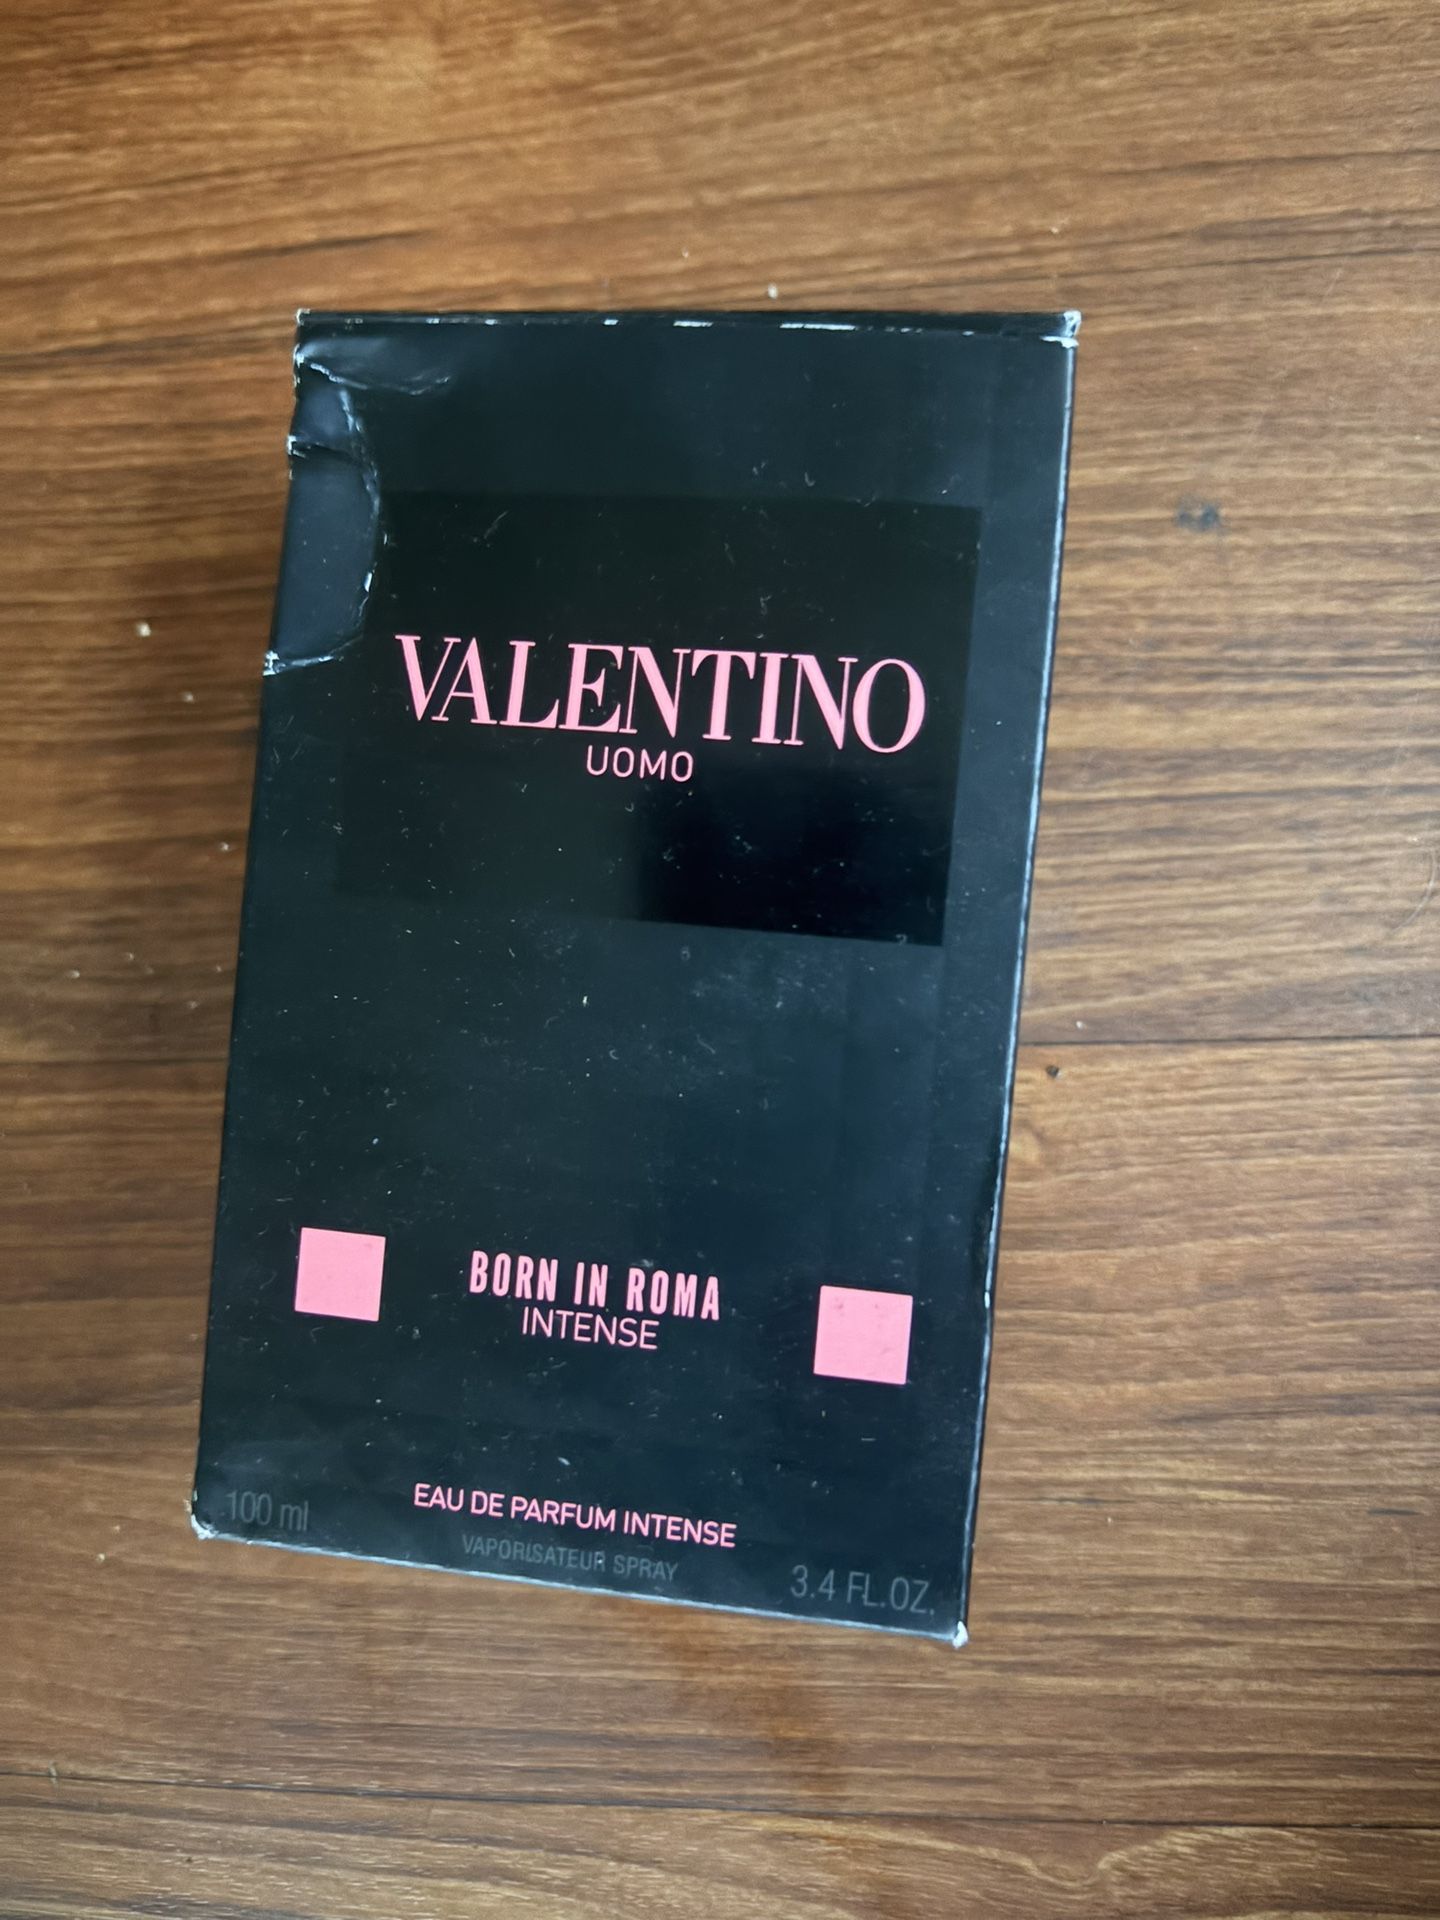 VALENTINO
UOMO
BORN IN ROMA
INTENSE
EAU DE PARFUM INTENSE
100 ml
VAPORISATEUR SPRAY
3.4 FL.OZ.